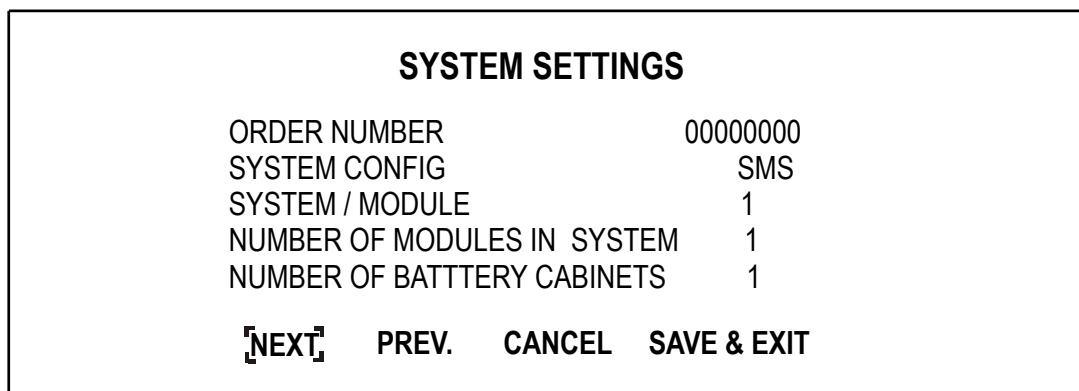 SYSTEM SETTINGS
ORDER NUMBER 00000000
SYSTEM CONFIG SMS
SYSTEM / MODULE 1
NUMBER OF MODULES IN SYSTEM 1
NUMBER OF BATTTERY CABINETS 1
NEXT PREV. CANCEL SAVE & EXIT